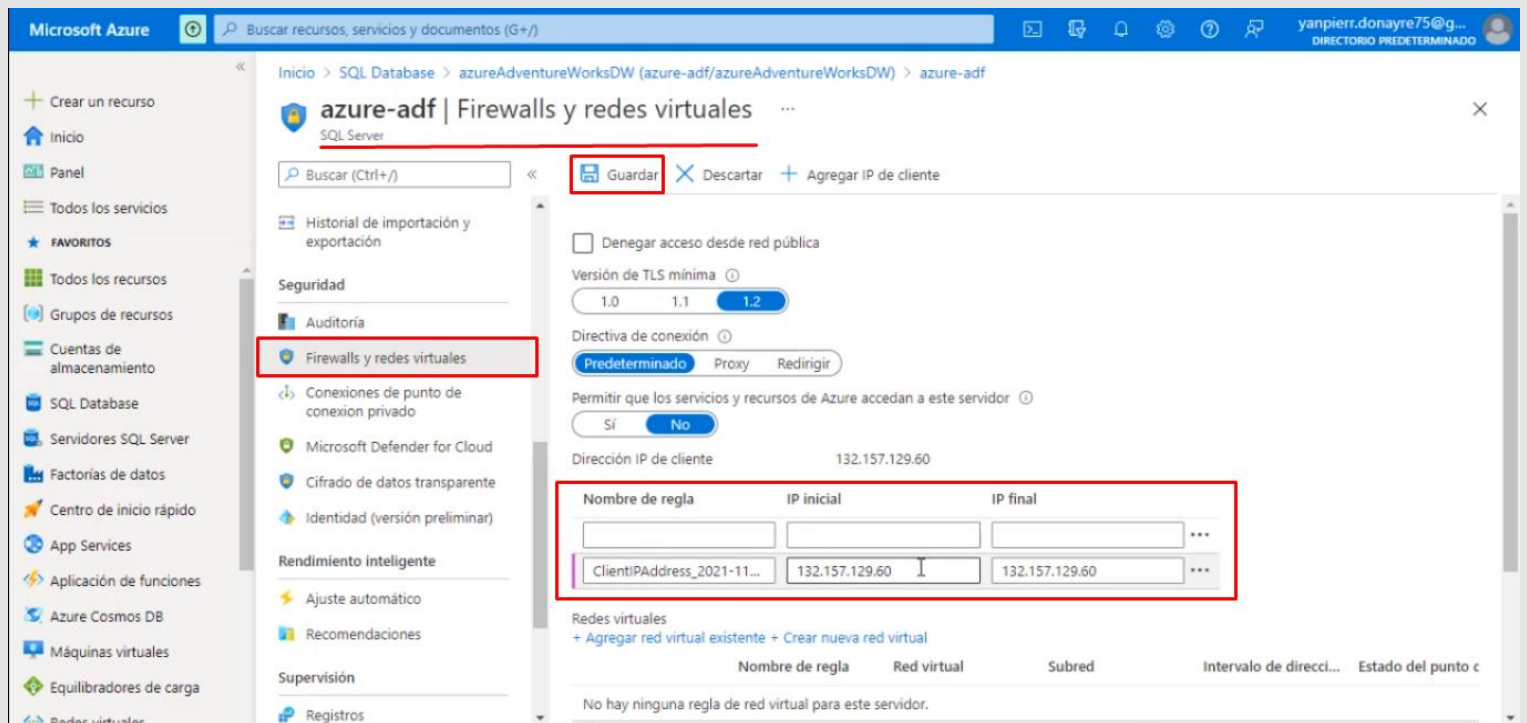 Microsoft Azure
Buscar recursos, servicios y documentos (G+/)
yanpierr.donayre75@g...
DIRECTORIO PREDETERMINADO
Crear un recurso
Inicio
Panel
Todos los servicios
FAVORITOS
Todos los recursos
Grupos de recursos
Cuentas de
almacenamiento
SQL Database
Servidores SQL Server
Factorías de datos
Centro de inicio rápido
App Services
Aplicación de funciones
Azure Cosmos DB
Máquinas virtuales
Equilibradores de carga
Redes virtuales
Inicio > SQL Database > azureAdventureWorksDW (azure-adf/azureAdventureWorksDW) > azure-adf
azure-adf | Firewalls y redes virtuales ...
SQL Server
Buscar (Ctrl+/)
Historial de importación y
exportación
Seguridad
Auditoría
Firewalls y redes virtuales
Conexiones de punto de
conexion privado
Microsoft Defender for Cloud
Cifrado de datos transparente
Identidad (versión preliminar)
Rendimiento inteligente
Ajuste automático
Recomendaciones
Supervisión
Registros
Guardar Descartar Agregar IP de cliente
Denegar acceso desde red pública
Versión de TLS mínima
1.0 1.1 1.2
Directiva de conexión
Predeterminado Proxy Redirigir
Permitir que los servicios y recursos de Azure accedan a este servidor
Sí No
Dirección IP de cliente 132.157.129.60
Nombre de regla IP inicial IP final
ClientIPAddress_2021-11... 132.157.129.60 132.157.129.60
Redes virtuales
+ Agregar red virtual existente + Crear nueva red virtual
Nombre de regla Red virtual Subred Intervalo de direcci... Estado del punto c
No hay ninguna regla de red virtual para este servidor.